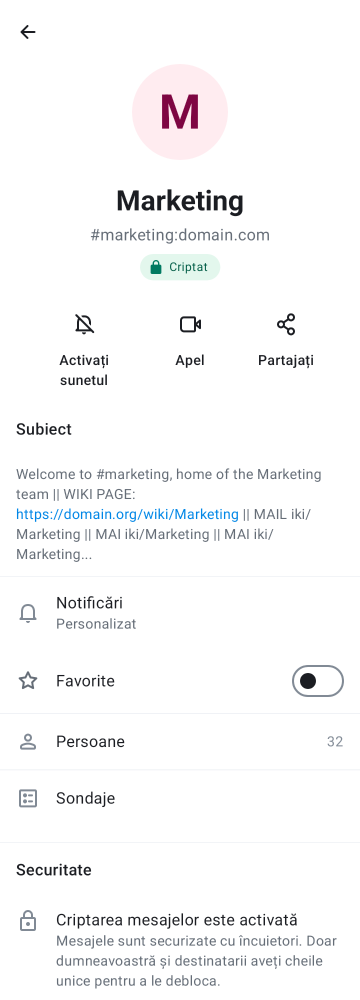 M
Marketing
#marketing:domain.com
Criptat
Activați
sunetul
Apel
Partajați
Subiect
Welcome to #marketing, home of the Marketing
team || WIKI PAGE:
https://domain.org/wiki/Marketing || MAIL iki/
Marketing || MAI iki/Marketing || MAI iki/
Marketing...
Notificări
Personalizat
Favorite
Persoane 32
Sondaje
Securitate
Criptarea mesajelor este activată
Mesajele sunt securizate cu încuietori. Doar
dumneavoastră și destinatarii aveți cheile
unice pentru a le debloca.